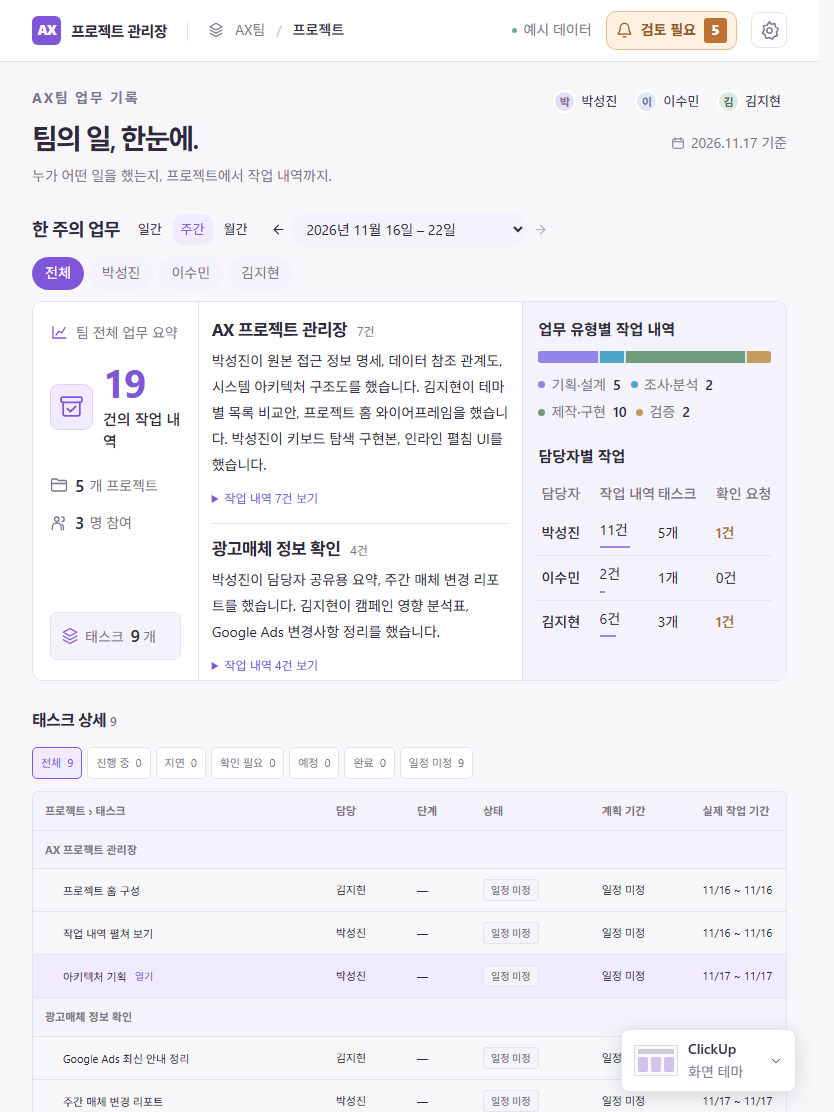 AX 프로젝트 관리장 AX팀 / 프로젝트 예시 데이터 검토 필요 5
AX팀 업무 기록
박 박성진 이 이수민 김 김지현
팀의 일, 한눈에.
2026.11.17 기준
누가 어떤 일을 했는지, 프로젝트에서 작업 내역까지.
한 주의 업무 일간 주간 월간 ← 2026년 11월 16일 – 22일 →
전체 박성진 이수민 김지현
팀 전체 업무 요약
19
건의 작업 내
역
5 개 프로젝트
3 명 참여
태스크 9 개
AX 프로젝트 관리장 7건
박성진이 원본 접근 정보 명세, 데이터 참조 관계도,
시스템 아키텍처 구조도를 했습니다. 김지현이 테마
별 목록 비교안, 프로젝트 홈 와이어프레임을 했습니
다. 박성진이 키보드 탐색 구현본, 인라인 펼침 UI를
했습니다.
▶ 작업 내역 7건 보기
광고매체 정보 확인 4건
박성진이 담당자 공유용 요약, 주간 매체 변경 리포
트를 했습니다. 김지현이 캠페인 영향 분석표,
Google Ads 변경사항 정리를 했습니다.
▶ 작업 내역 4건 보기
업무 유형별 작업 내역
기획·설계 5 조사·분석 2
제작·구현 10 검증 2
담당자별 작업
담당자 작업 내역 태스크 확인 요청
박성진 11건 5개 1건
이수민 2건 1개 0건
김지현 6건 3개 1건
태스크 상세 9
전체 9 진행 중 0 지연 0 확인 필요 0 예정 0 완료 0 일정 미정 9
프로젝트 › 태스크 담당 단계 상태 계획 기간 실제 작업 기간
AX 프로젝트 관리장
프로젝트 홈 구성 김지현 — 일정 미정 일정 미정 11/16 ~ 11/16
작업 내역 펼쳐 보기 박성진 — 일정 미정 일정 미정 11/16 ~ 11/16
아키텍처 기획 열기 박성진 — 일정 미정 일정 미정 11/17 ~ 11/17
광고매체 정보 확인
Google Ads 최신 안내 정리 김지현 — 일정 미정 일정
주간 매체 변경 리포트 박성진 — 일정 미정 일정 미정 11/17 ~ 11/17
ClickUp
화면 테마